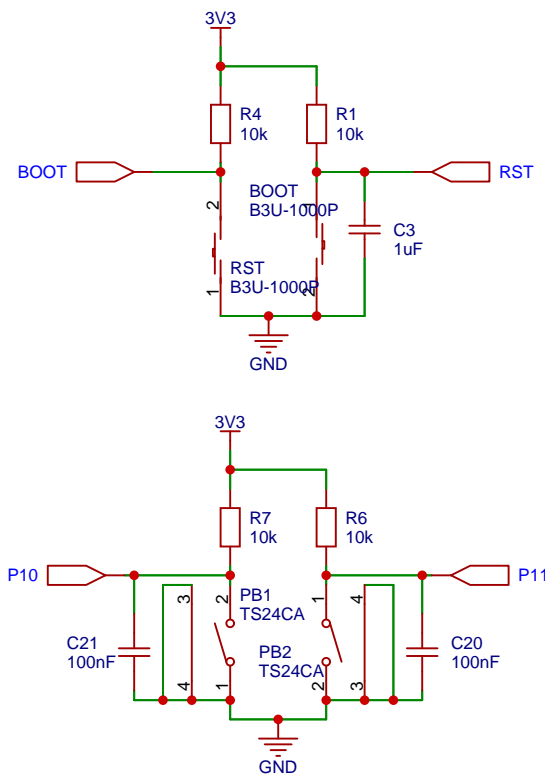 3V3
R4
10k
R1
10k
BOOT
RST
2
BOOT
B3U-1000P
1
C3
1uF
RST
B3U-1000P
1
2
GND
3V3
R7
10k
R6
10k
P10
P11
3
2
PB1
TS24CA
1
4
C21
100nF
PB2
TS24CA
C20
100nF
4
1
2
3
GND